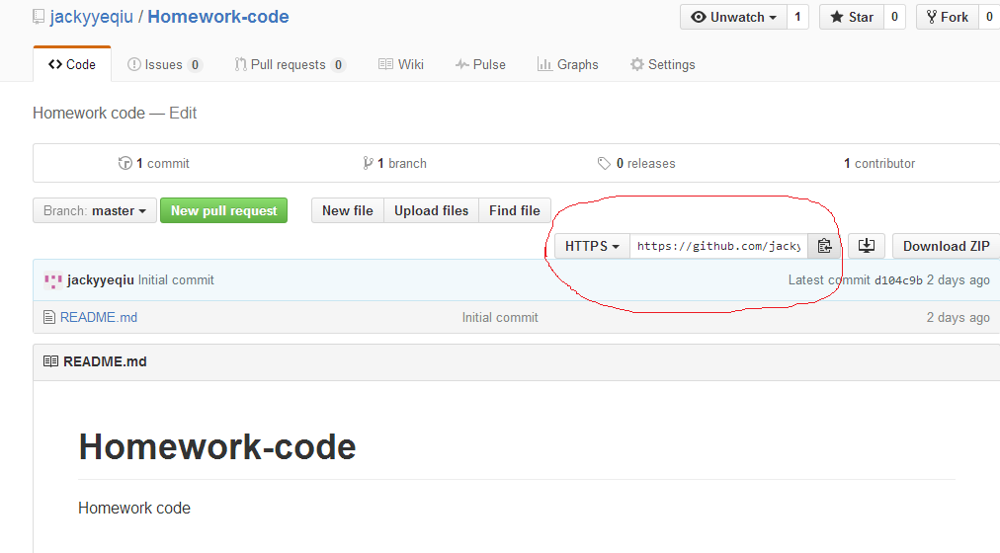 jackyyeqiu / Homework-code
Unwatch 1 Star 0 Fork 0
Code Issues 0 Pull requests 0 Wiki Pulse Graphs Settings
Homework code — Edit
1 commit 1 branch 0 releases 1 contributor
Branch: master New pull request New file Upload files Find file
HTTPS https://github.com/jacky Download ZIP
jackyyeqiu Initial commit Latest commit d104c9b 2 days ago
README.md Initial commit 2 days ago
README.md
Homework-code
Homework code